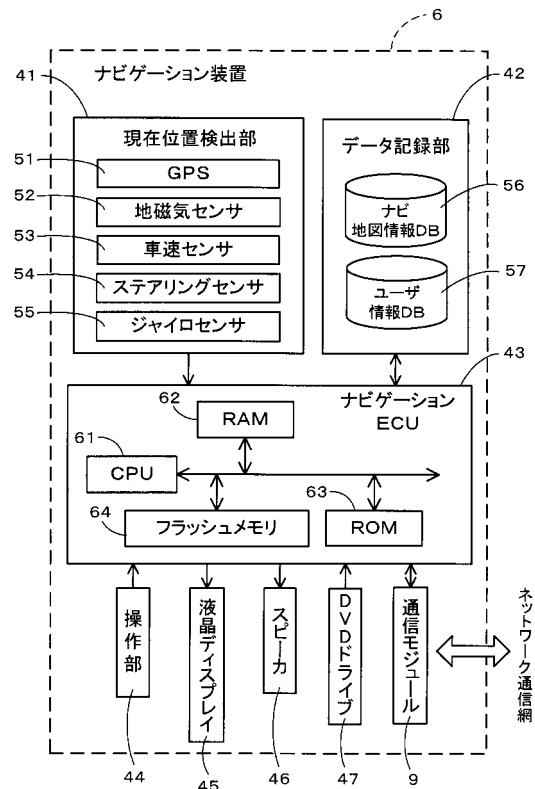 6
41
ナビゲーション装置
42
現在位置検出部
51
GPS
52
地磁気センサ
53
車速センサ
54
ステアリングセンサ
55
ジャイロセンサ
データ記録部
56
ナビ
地図情報DB
57
ユーザ
情報DB
43
ナビゲーション
ECU
62
RAM
61
CPU
63
64
フラッシュメモリ
ROM
操作部
液晶ディスプレイ
スピーカ
DVDドライブ
通信モジュール
ネットワーク通信網
44
45
46
47
9